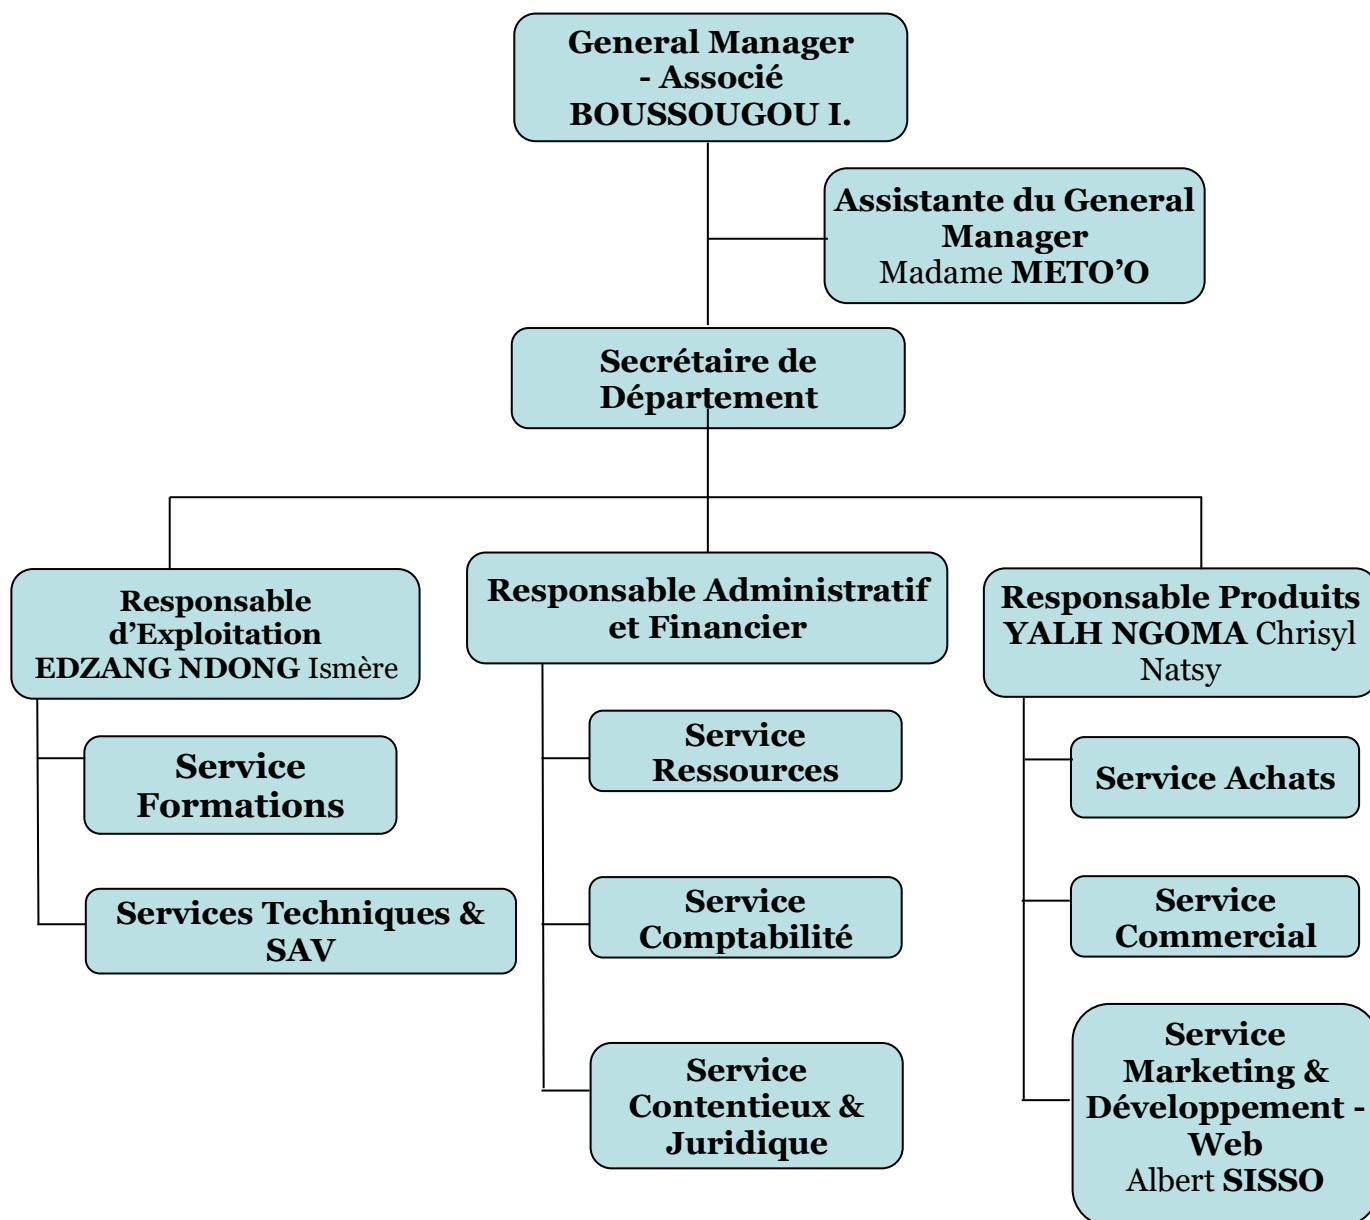 General Manager
- Associé
BOUSSOUGOU I.
Assistante du General
Manager
Madame METO’O
Secrétaire de
Département
Responsable
d’Exploitation
EDZANG NDONG Ismère
Responsable Administratif
et Financier
Responsable Produits
YALH NGOMA Chrisyl
Natsy
Service
Formations
Services Techniques &
SAV
Service
Ressources
Service
Comptabilité
Service
Contentieux &
Juridique
Service Achats
Service
Commercial
Service
Marketing &
Développement -
Web
Albert SISSO